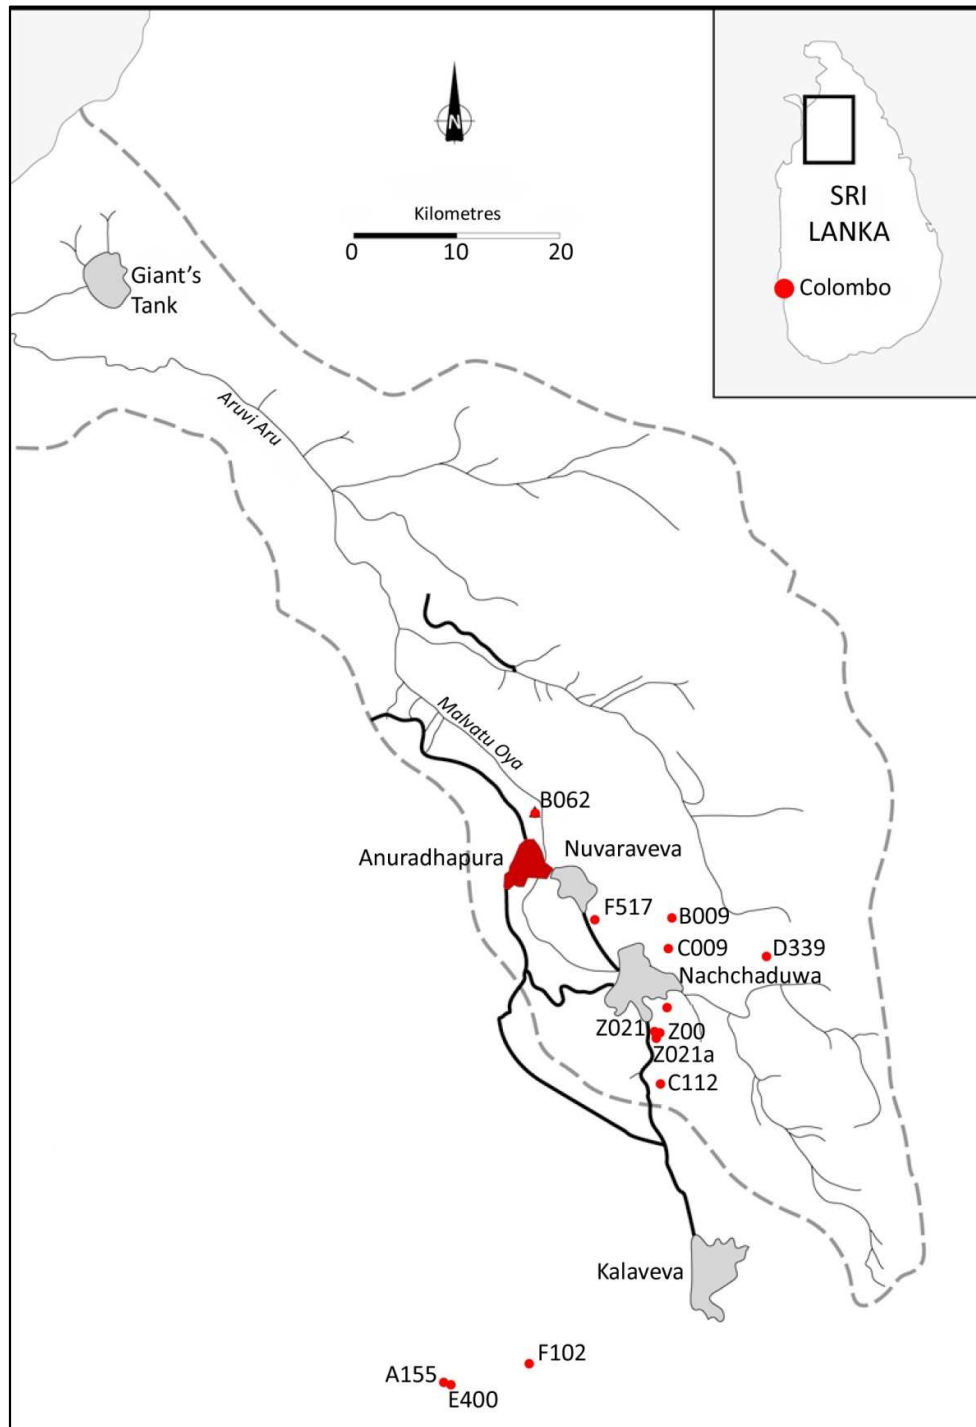 N
Kilometres
0 10 20
SRI
LANKA
Colombo
Giant's
Tank
Aruvi Aru
Malvatu Oya
B062
Anuradhapura
Nuvaraveva
F517
B009
C009
D339
Nachchaduwa
Z021
Z00
Z021a
C112
Kalaveva
F102
A155
E400